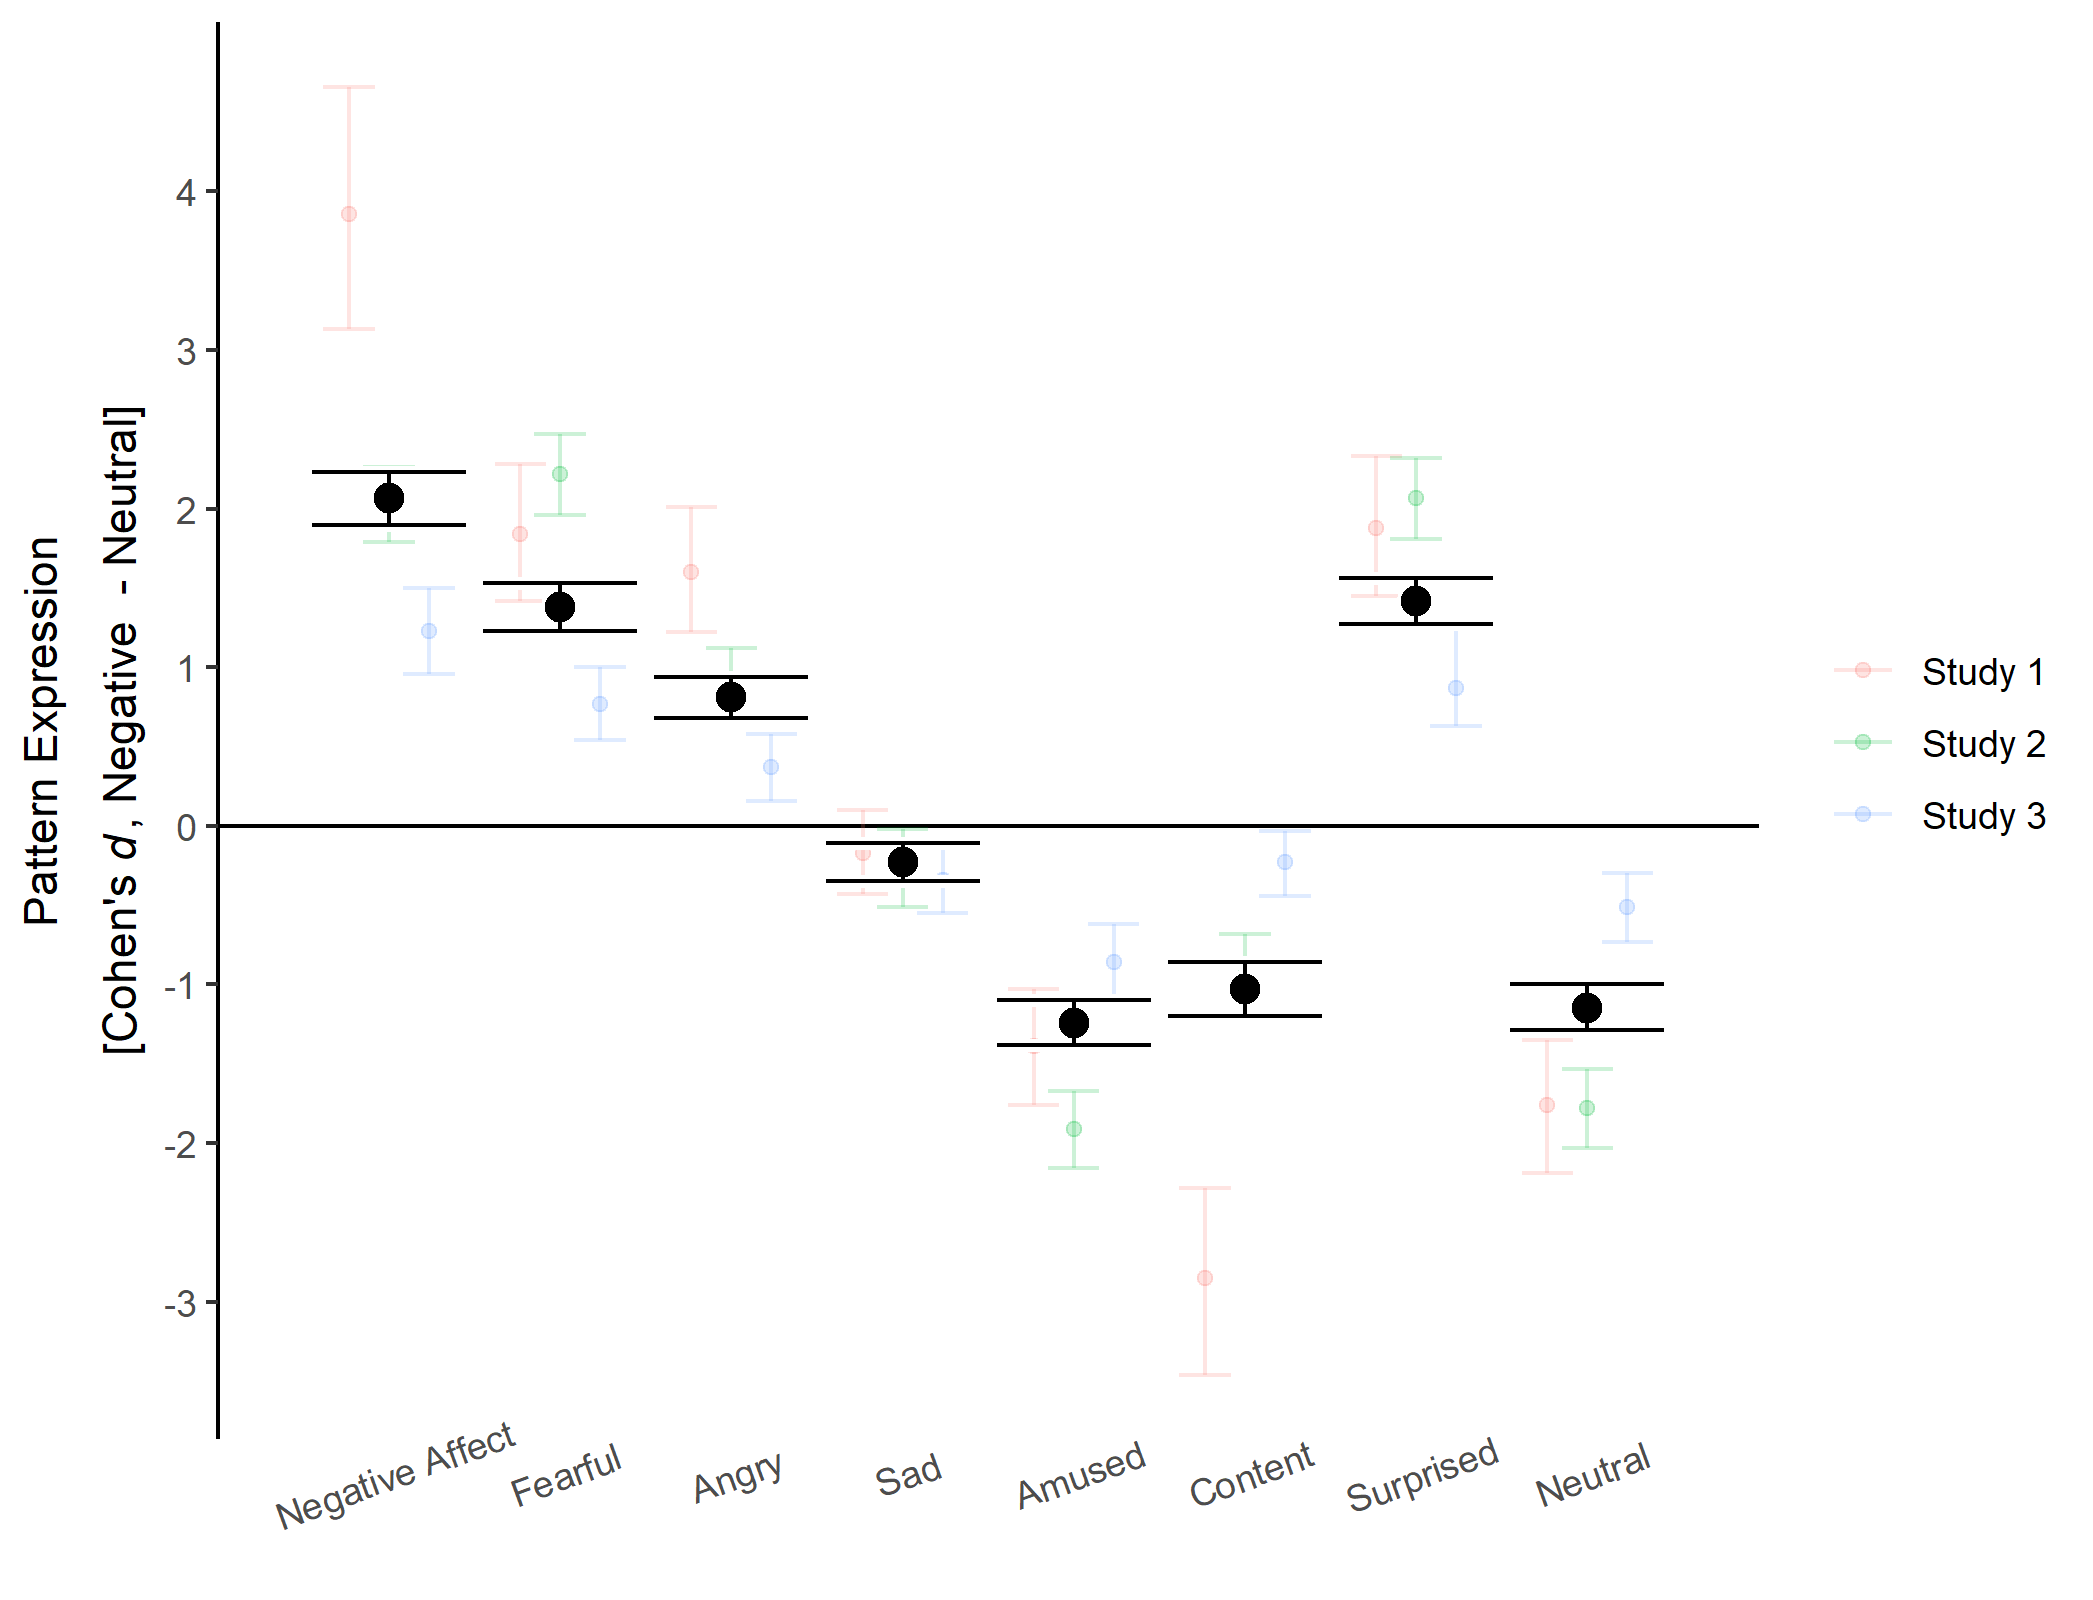 Pattern Expression
[Cohen's d, Negative - Neutral]
4
3
2
1
0
-1
-2
-3
Negative Affect
Fearful
Angry
Sad
Amused
Content
Surprised
Neutral
Study 1
Study 2
Study 3